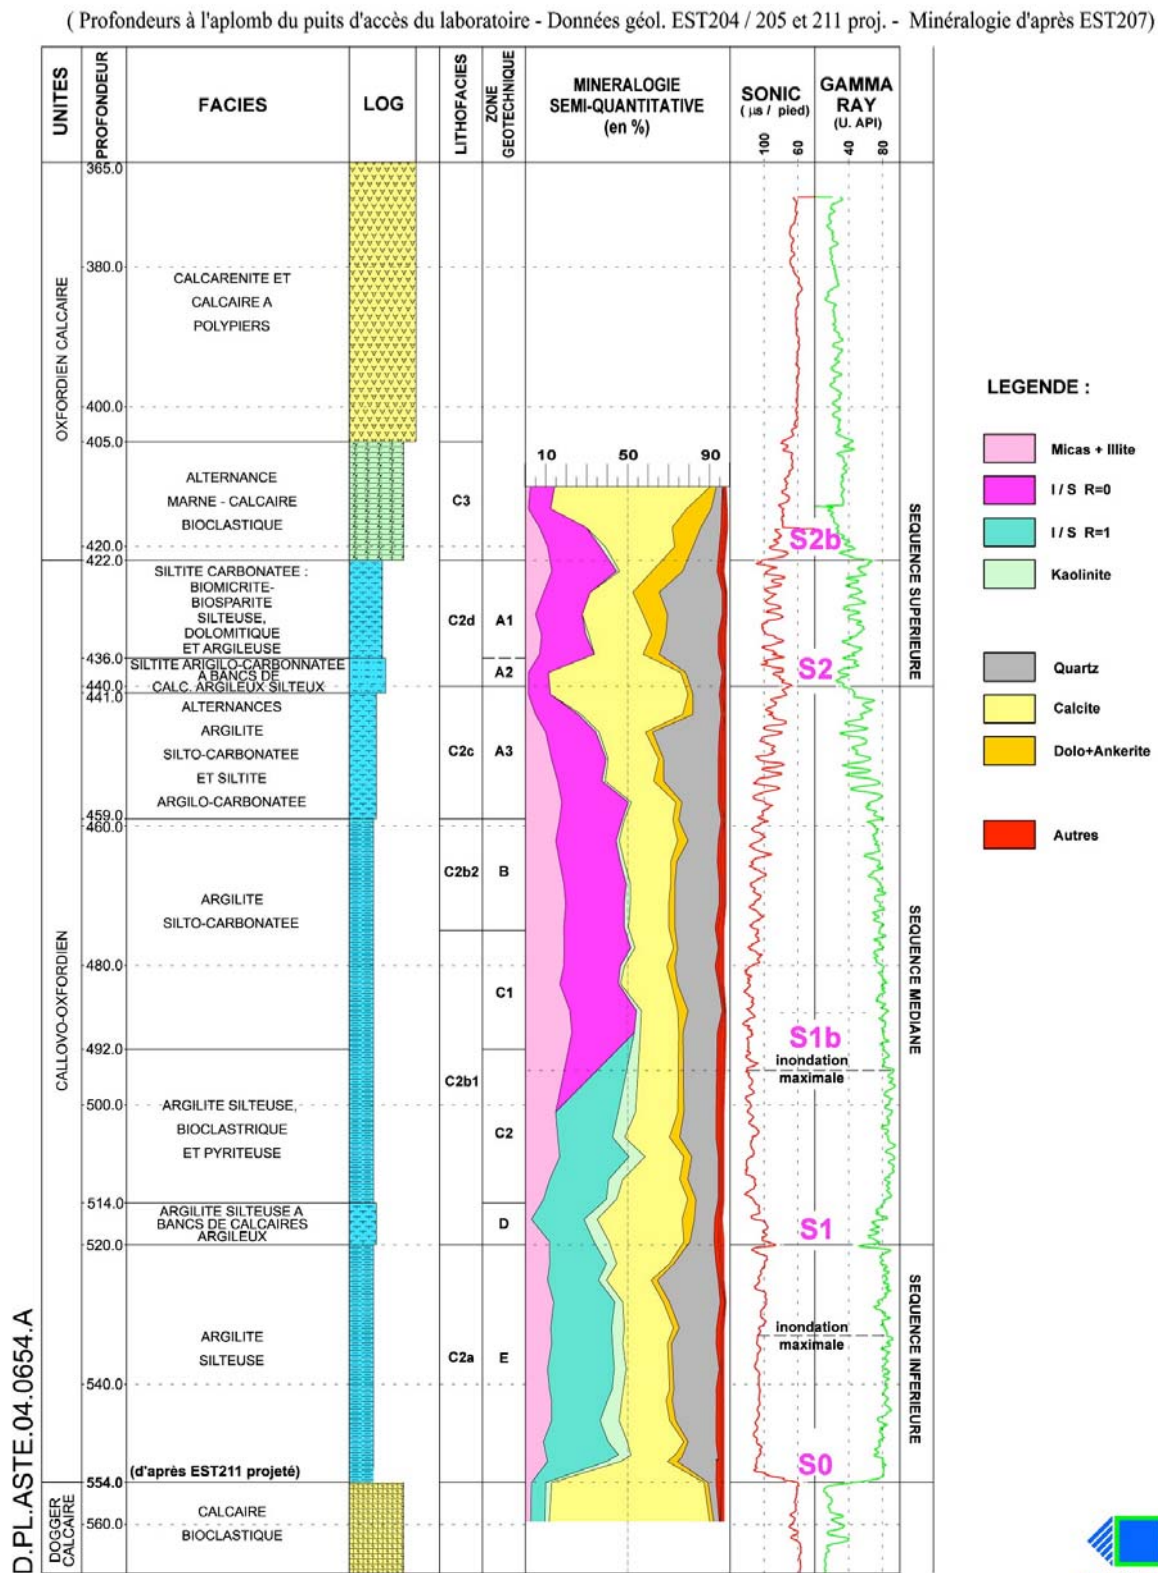 ( Profondeurs à l'aplomb du puits d'accès du laboratoire - Données géol. EST204 / 205 et 211 proj. - Minéralogie d'après EST207)
UNITES
PROFONDEUR
FACIES
LOG
LITHOFACIES
ZONE
GEOTECHNIQUE
MINERALOGIE
SEMI-QUANTITATIVE
(en %)
SONIC
( µs / pied)
100
60
GAMMA
RAY
(U. API)
40
80
OXFORDIEN CALCAIRE
CALLOVO-OXFORDIEN
DOGGER
CALCAIRE
365.0
380.0
400.0
405.0
420.0
422.0
436.0
440.0
441.0
459.0
460.0
480.0
492.0
500.0
514.0
520.0
540.0
554.0
560.0
CALCARENITE ET
CALCAIRE A
POLYPIERS
ALTERNANCE
MARNE - CALCAIRE
BIOCLASTIQUE
SILTITE CARBONATEE :
BIOMICRITE-
BIOSPARITE
SILTEUSE,
DOLOMITIQUE
ET ARGILEUSE
SILTITE ARIGILO-CARBONNATEE
A BANCS DE
CALC. ARGILEUX SILTEUX
ALTERNANCES
ARGILITE
SILTO-CARBONATEE
ET SILTITE
ARGILO-CARBONATEE
ARGILITE
SILTO-CARBONATEE
ARGILITE SILTEUSE,
BIOCLASTRIQUE
ET PYRITEUSE
ARGILITE SILTEUSE A
BANCS DE CALCAIRES
ARGILEUX
ARGILITE
SILTEUSE
(d'après EST211 projeté)
CALCAIRE
BIOCLASTIQUE
C3
C2d
C2c
C2b2
C2b1
C2a
A1
A2
A3
B
C1
C2
D
E
10
50
90
S2b
S2
S1b
inondation
maximale
S1
inondation
maximale
S0
SEQUENCE SUPERIEURE
SEQUENCE MEDIANE
SEQUENCE INFERIEURE
LEGENDE :
Micas + Illite
I / S R=0
I / S R=1
Kaolinite
Quartz
Calcite
Dolo+Ankerite
Autres
D.PL.ASTE.04.0654.A